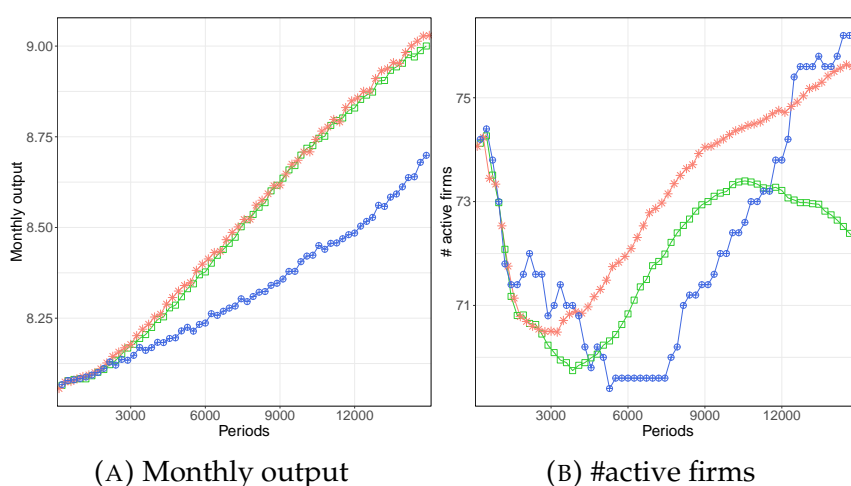 9.00
8.75
8.50
8.25
Monthly output
3000 6000 9000 12000
Periods
75
73
71
# active firms
3000 6000 9000 12000
Periods
(A) Monthly output
(B) #active firms